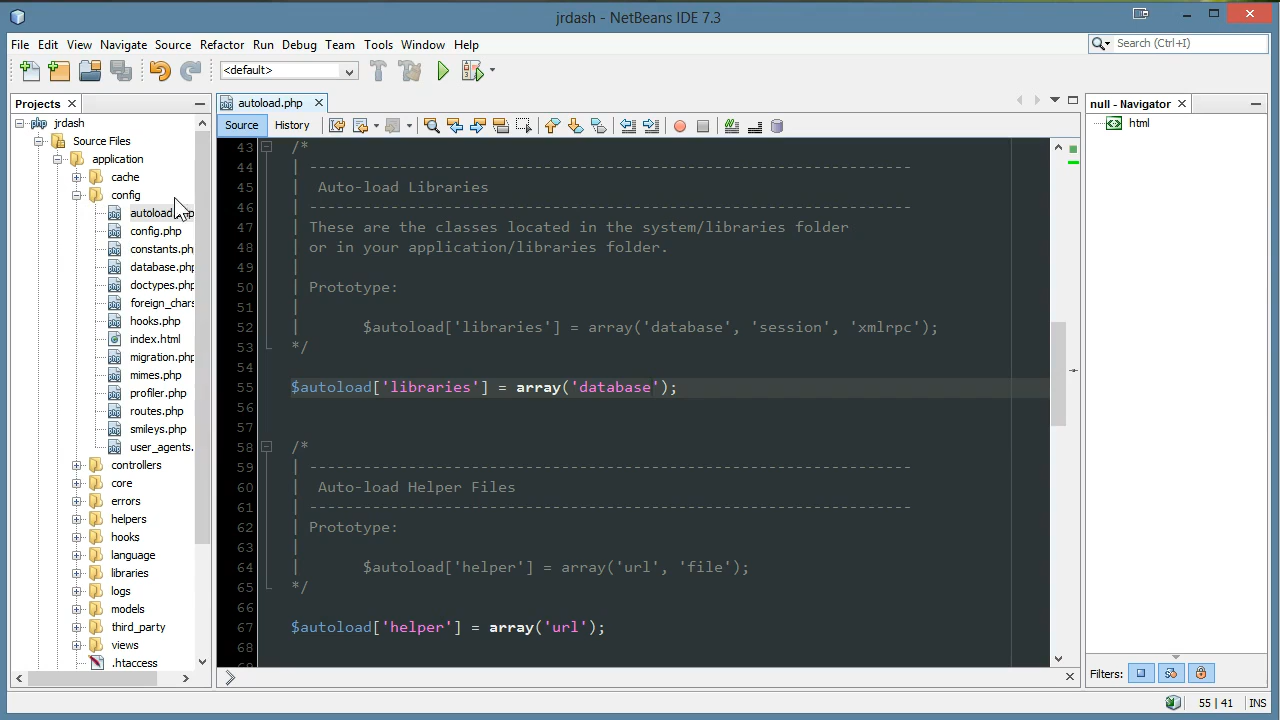 jrdash - NetBeans IDE 7.3
File Edit View Navigate Source Refactor Run Debug Team Tools Window Help
Search (Ctrl+I)
<default>
Projects
jrdash
Source Files
application
cache
config
autoload
config.php
constants.ph
database.php
doctypes.php
foreign_chars
hooks.php
index.html
migration.php
mimes.php
profiler.php
routes.php
smileys.php
user_agents.
controllers
core
errors
helpers
hooks
language
libraries
logs
models
third_party
views
.htaccess
autoload.php
Source History
43 /*
44 | -------------------------------------------------------------------
45 |  Auto-load Libraries
46 | -------------------------------------------------------------------
47 | These are the classes located in the system/libraries folder
48 | or in your application/libraries folder.
49 |
50 | Prototype:
51 |
52 |       $autoload['libraries'] = array('database', 'session', 'xmlrpc');
53 */
54
55 $autoload['libraries'] = array('database');
56
57
58 /*
59 | -------------------------------------------------------------------
60 |  Auto-load Helper Files
61 | -------------------------------------------------------------------
62 | Prototype:
63 |
64 |       $autoload['helper'] = array('url', 'file');
65 */
66
67 $autoload['helper'] = array('url');
68
null - Navigator
html
Filters:
55 | 41 INS